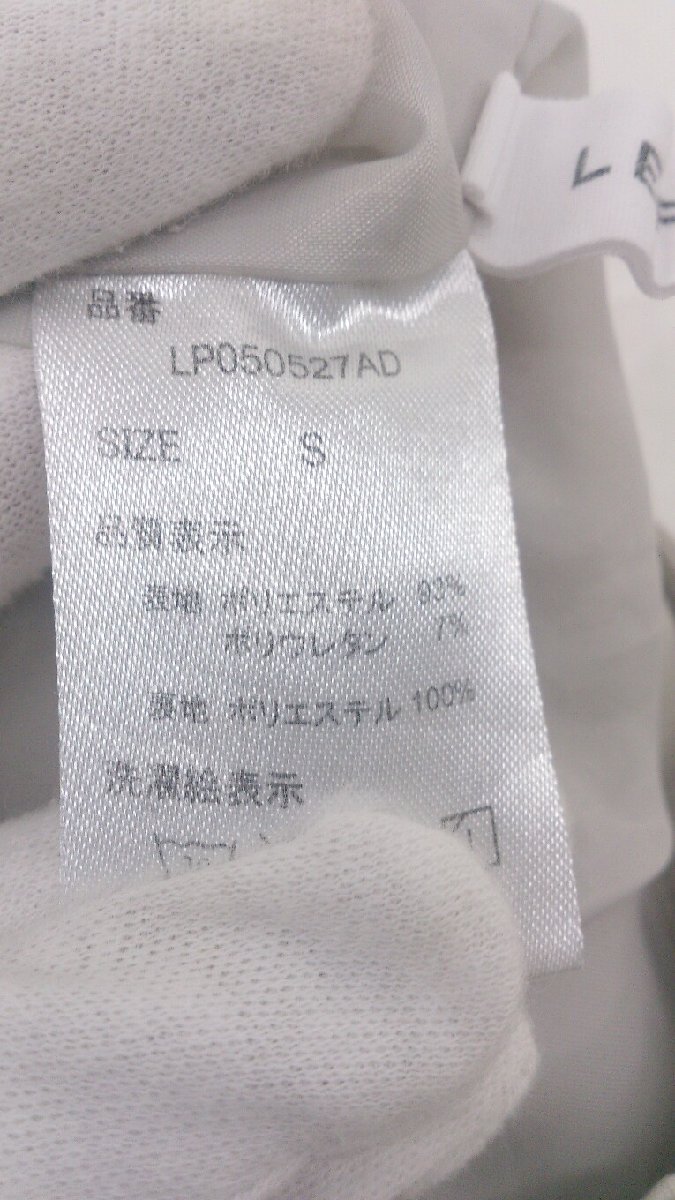 LE
品番
LP050527AD
SIZE S
品質表示
表地 ポリエステル 93%
ポリウレタン 7%
裏地 ポリエステル 100%
洗濯絵表示